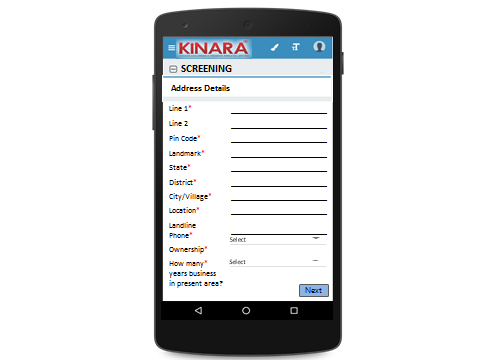 KINARA
SCREENING
Address Details
Line 1*
Line 2
Pin Code*
Landmark*
State*
District*
City/Village*
Location*
Landline
Phone*
Select
Ownership*
How many*
Select
years business
in present area?
Next